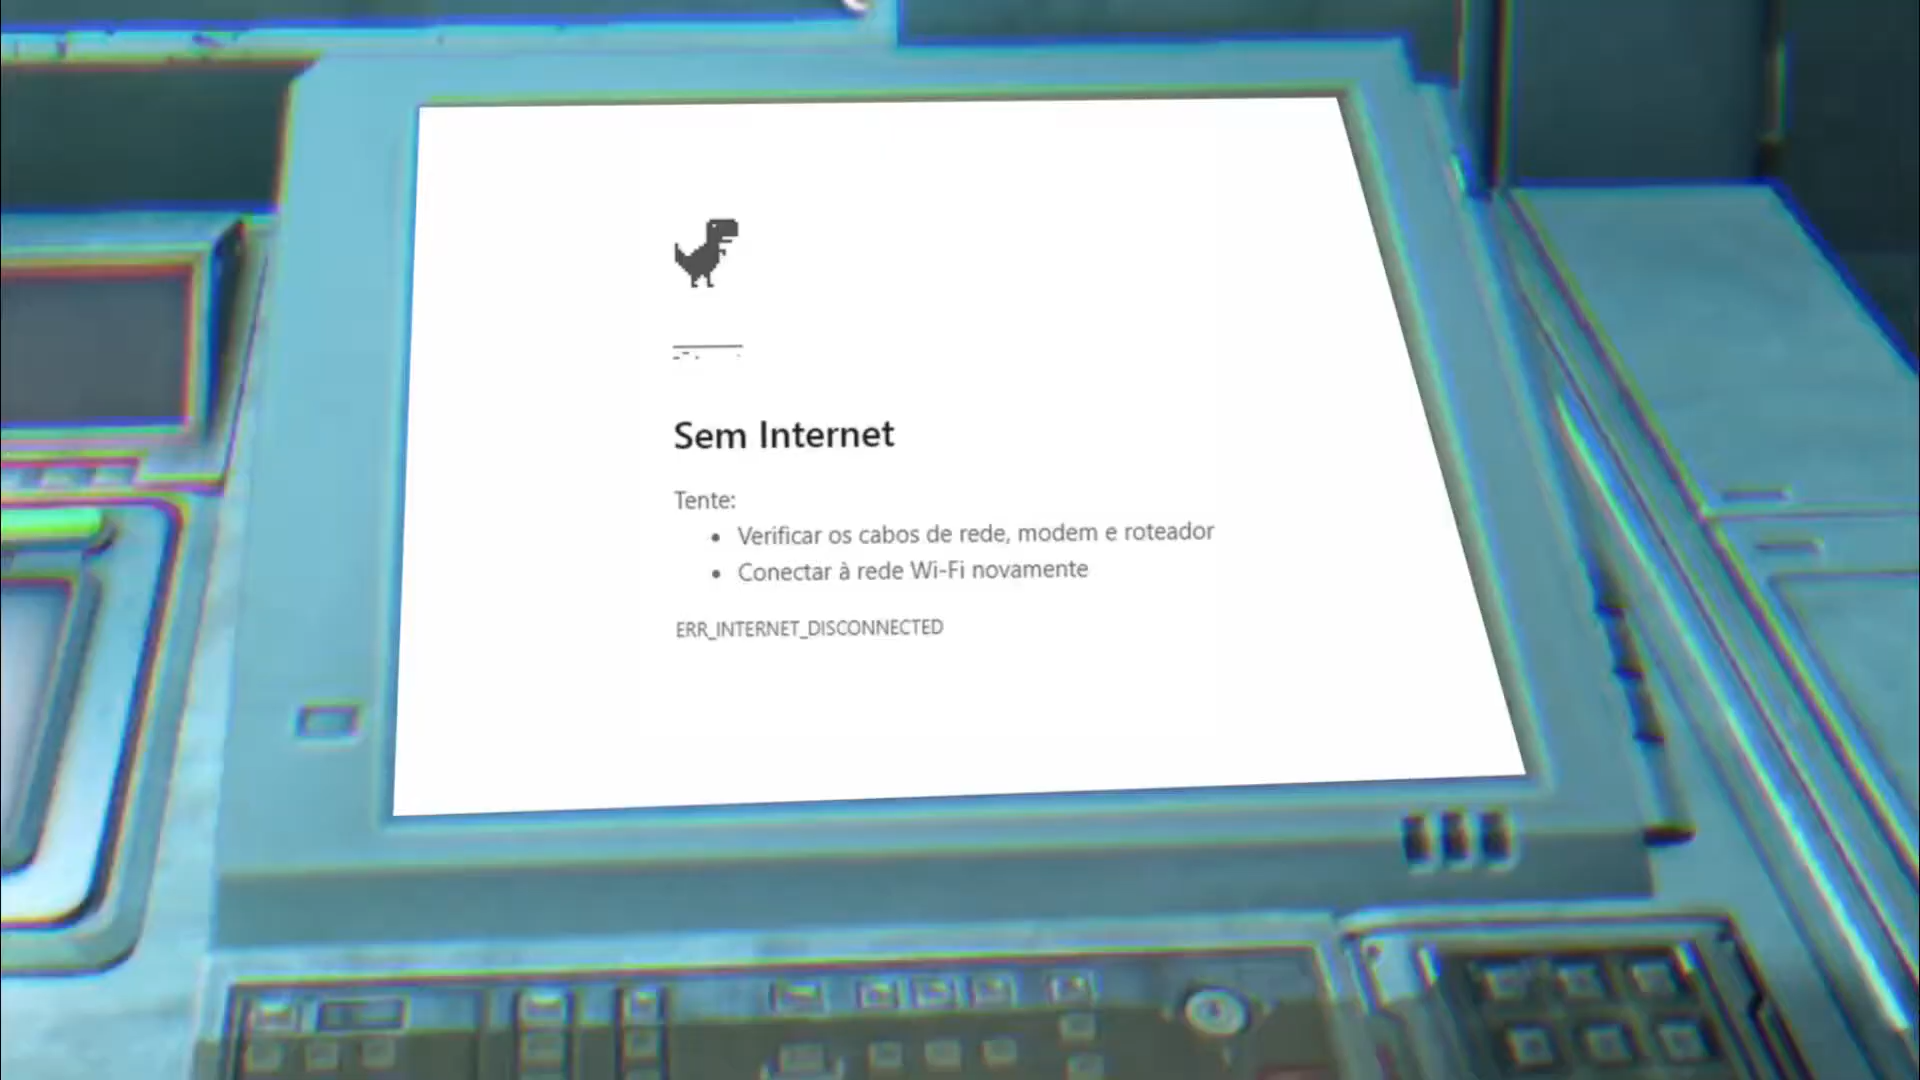 Sem Internet
Tente:
• Verificar os cabos de rede, modem e roteador
• Conectar à rede Wi-Fi novamente
ERR_INTERNET_DISCONNECTED